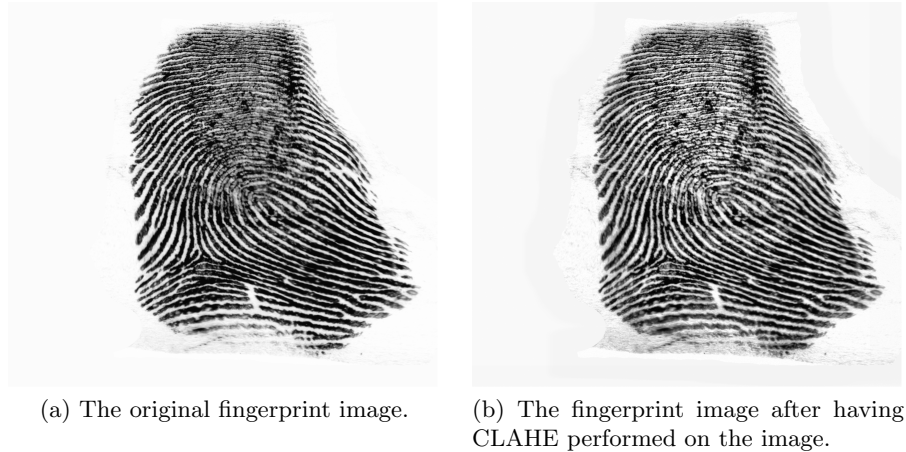 (a) The original fingerprint image.
(b) The fingerprint image after having
CLAHE performed on the image.